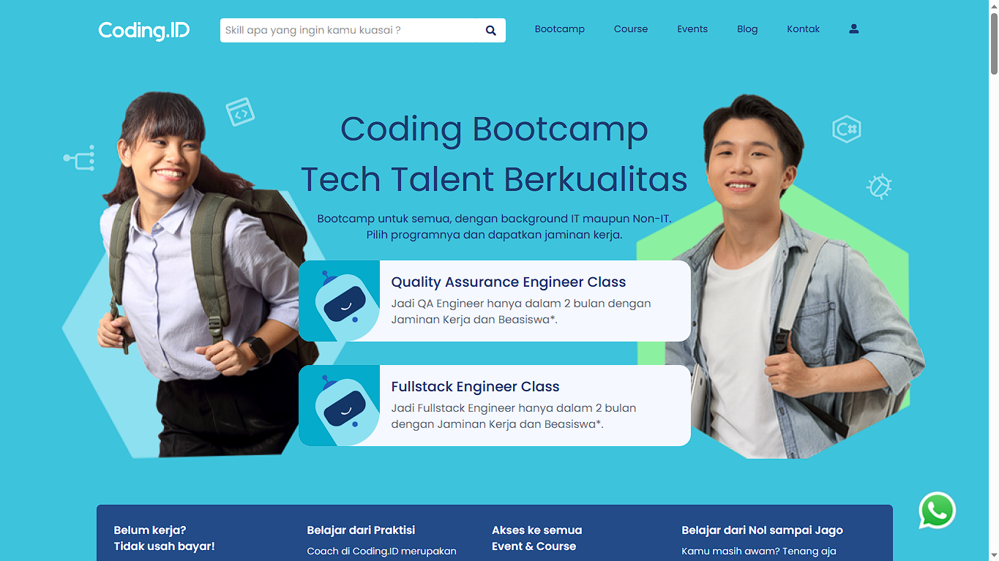 Coding.ID
Skill apa yang ingin kamu kuasai ?
Bootcamp
Course
Events
Blog
Kontak
C#
Coding Bootcamp
Tech Talent Berkualitas
Bootcamp untuk semua, dengan background IT maupun Non-IT.
Pilih programnya dan dapatkan jaminan kerja.
Quality Assurance Engineer Class
Jadi QA Engineer hanya dalam 2 bulan dengan
Jaminan Kerja dan Beasiswa*.
Fullstack Engineer Class
Jadi Fullstack Engineer hanya dalam 2 bulan
dengan Jaminan Kerja dan Beasiswa*.
Belum kerja?
Tidak usah bayar!
Belajar dari Praktisi
Coach di Coding.ID merupakan
Akses ke semua
Event & Course
Belajar dari Nol sampai Jago
Kamu masih awam? Tenang aja